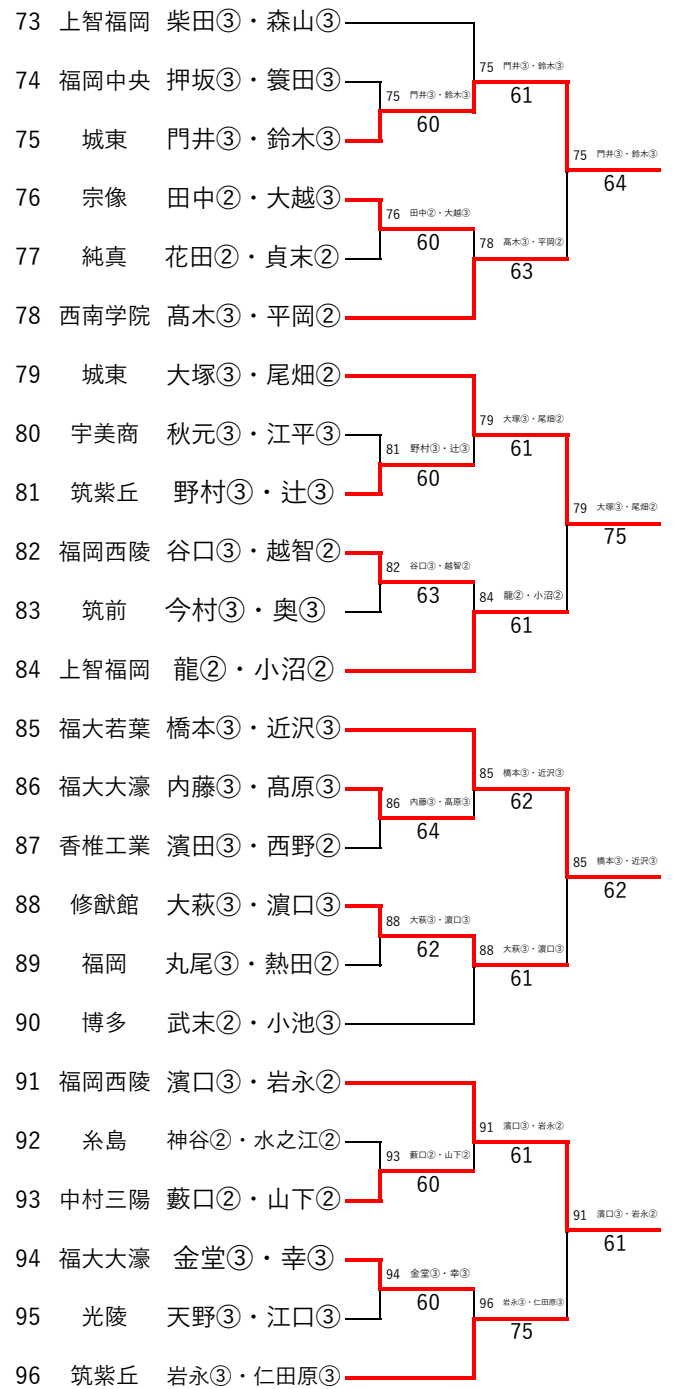 73 上智福岡 柴田③・森山③
75 門井③・鈴木③
61
74 福岡中央 押坂③・簑田③
75 門井③・鈴木③
60
75 城東 門井③・鈴木③
75 門井③・鈴木③
64
76 宗像 田中②・大越③
76 田中②・大越③
60
77 純真 花田②・貞末②
78 髙木③・平岡②
63
78 西南学院 髙木③・平岡②
79 城東 大塚③・尾畑②
79 大塚③・尾畑②
61
80 宇美商 秋元③・江平③
81 野村③・辻③
60
81 筑紫丘 野村③・辻③
79 大塚③・尾畑②
75
82 福岡西陵 谷口③・越智②
82 谷口③・越智②
63
83 筑前 今村③・奥③
84 龍②・小沼②
61
84 上智福岡 龍②・小沼②
85 福大若葉 橋本③・近沢③
85 橋本③・近沢③
62
86 福大大濠 内藤③・髙原③
86 内藤③・髙原③
64
87 香椎工業 濱田③・西野②
85 橋本③・近沢③
62
88 修猷館 大萩③・濵口③
88 大萩③・濵口③
62
89 福岡 丸尾③・熱田②
88 大萩③・濵口③
61
90 博多 武末②・小池③
91 福岡西陵 濱口③・岩永②
91 濱口③・岩永②
61
92 糸島 神谷②・水之江②
93 藪口②・山下②
60
93 中村三陽 藪口②・山下②
91 濱口③・岩永②
61
94 福大大濠 金堂③・幸③
94 金堂③・幸③
60
95 光陵 天野③・江口③
96 岩永③・仁田原③
75
96 筑紫丘 岩永③・仁田原③